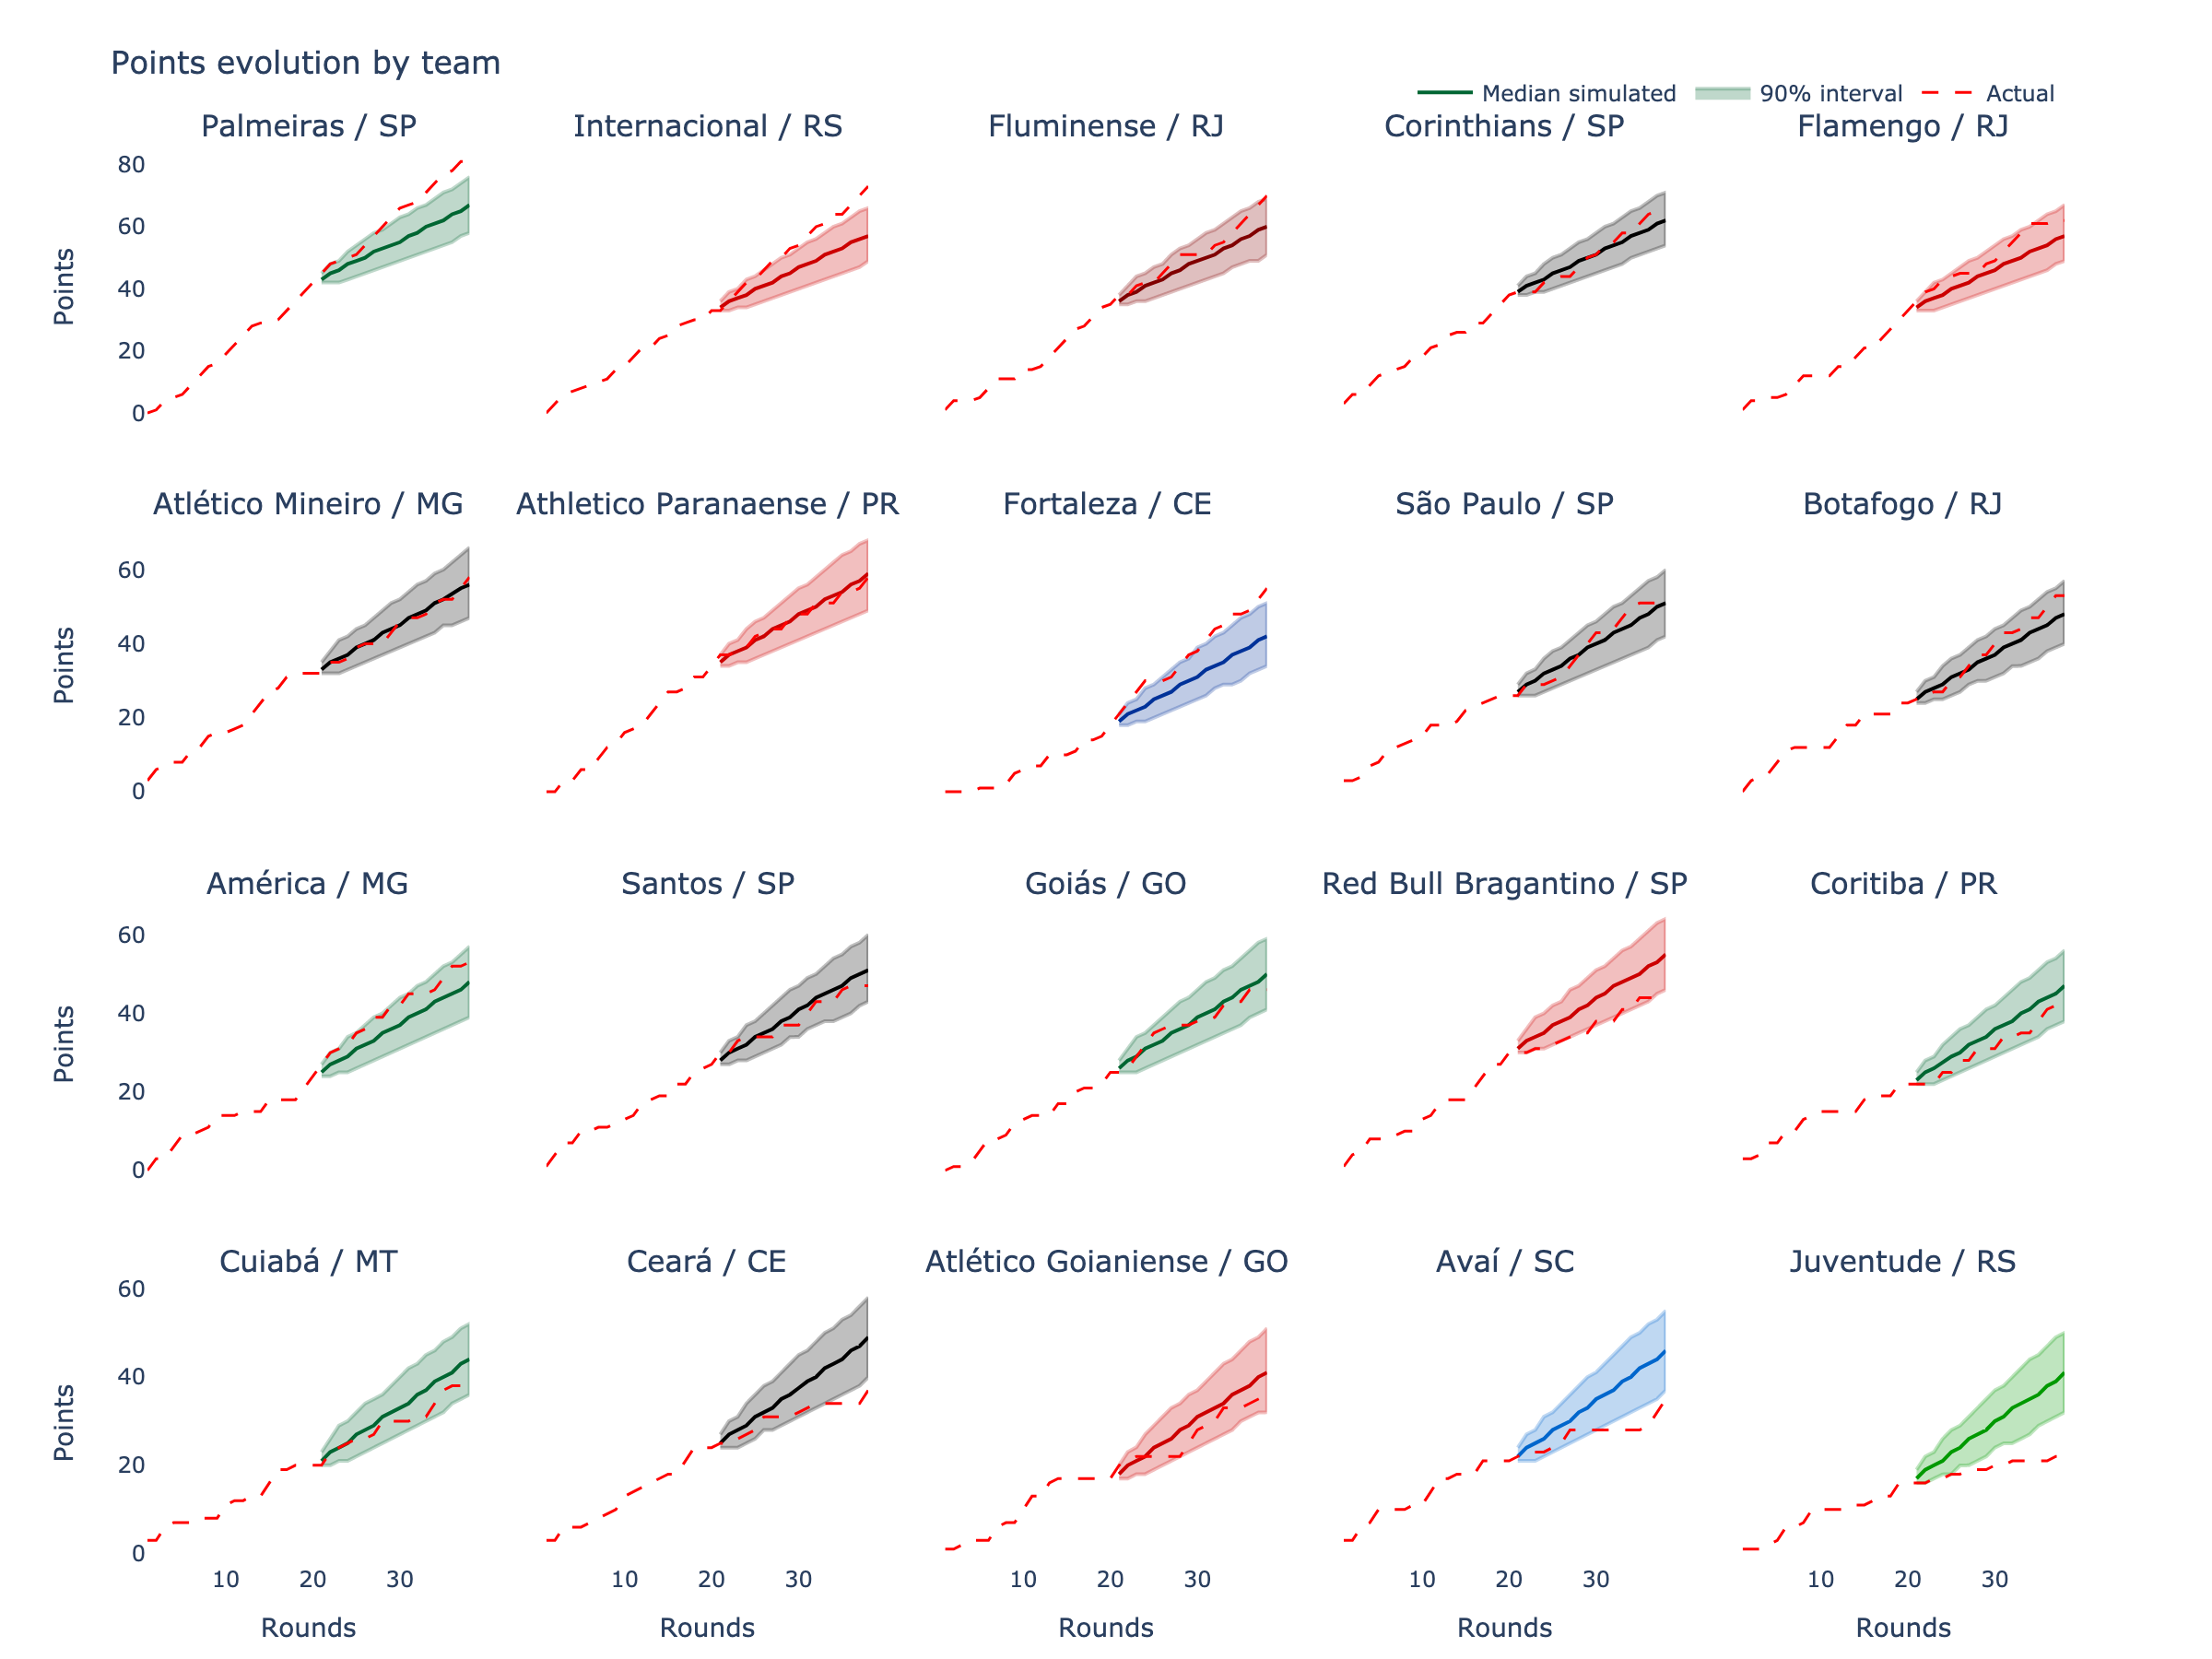 Points evolution by team
Median simulated 90% interval Actual
Palmeiras / SP Internacional / RS Fluminense / RJ Corinthians / SP Flamengo / RJ
80
60
40
20
0
Points
Atlético Mineiro / MG Athletico Paranaense / PR Fortaleza / CE São Paulo / SP Botafogo / RJ
60
40
20
0
Points
América / MG Santos / SP Goiás / GO Red Bull Bragantino / SP Coritiba / PR
60
40
20
0
Points
Cuiabá / MT Ceará / CE Atlético Goianiense / GO Avaí / SC Juventude / RS
60
40
20
0
Points
10 20 30 10 20 30 10 20 30 10 20 30 10 20 30
Rounds Rounds Rounds Rounds Rounds